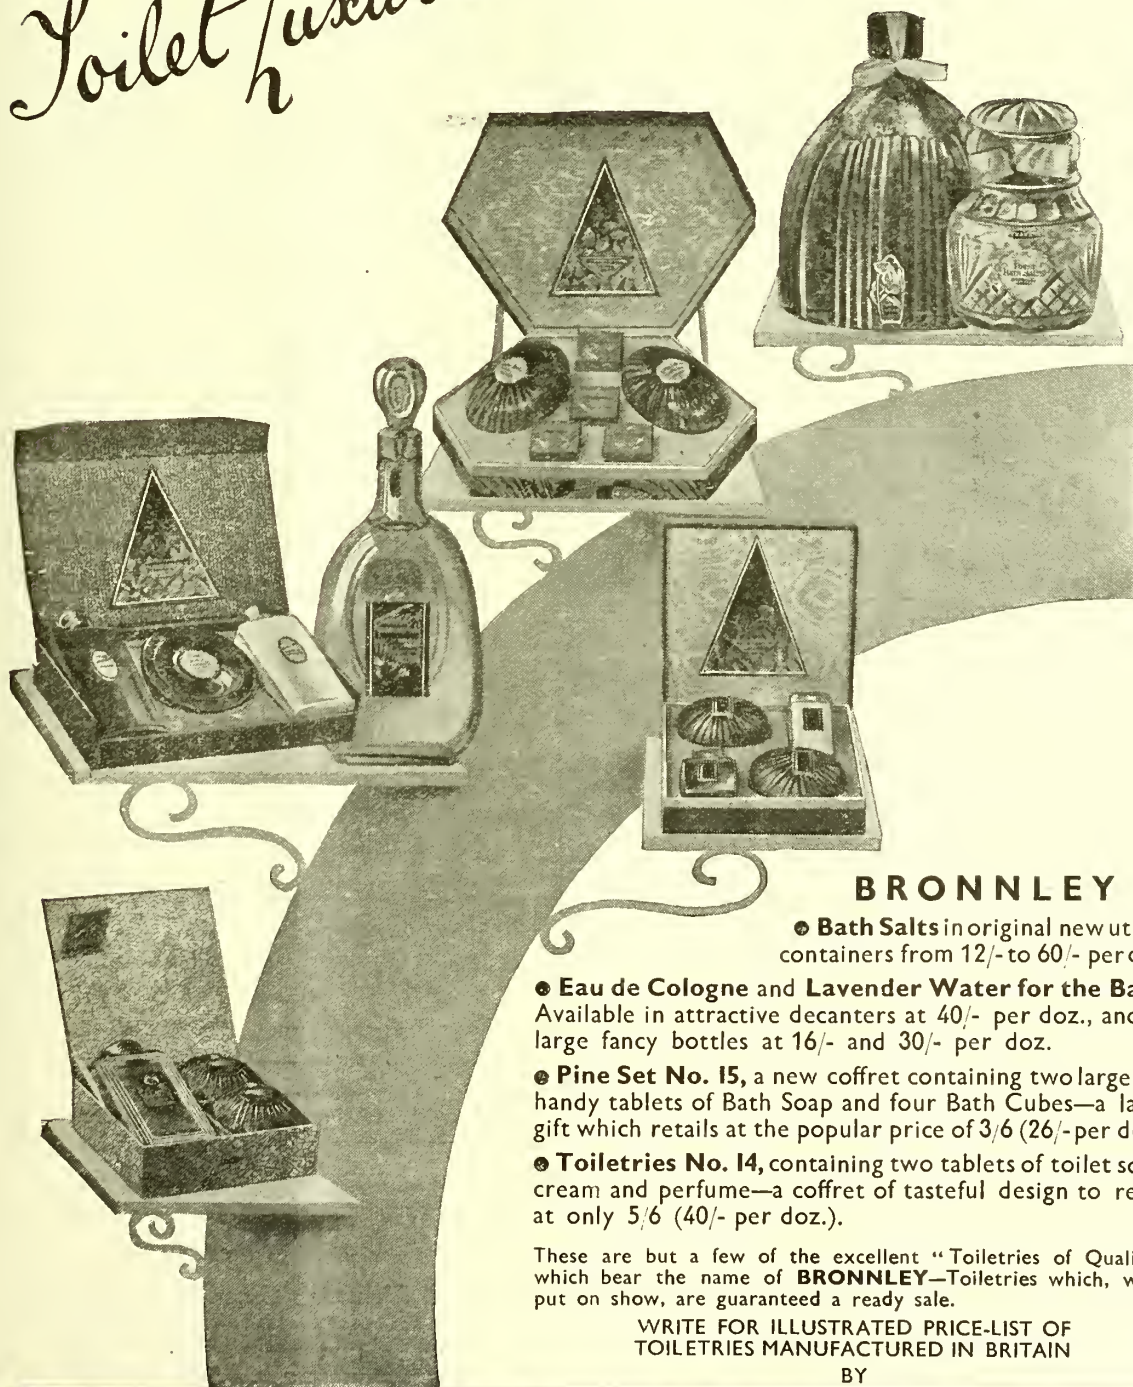 Toilet
BRONNLEY
● Bath Salts in original new ut
containers from 12/- to 60/- per
● Eau de Cologne and Lavender Water for the Ba
Available in attractive decanters at 40/- per doz., and
large fancy bottles at 16/- and 30/- per doz.
● Pine Set No. 15, a new coffret containing two large
handy tablets of Bath Soap and four Bath Cubes—a la
gift which retails at the popular price of 3/6 (26/- per d
● Toiletries No. 14, containing two tablets of toilet so
cream and perfume—a coffret of tasteful design to re
at only 5/6 (40/- per doz.).
These are but a few of the excellent "Toiletries of Quali
which bear the name of BRONNLEY—Toiletries which, w
put on show, are guaranteed a ready sale.
WRITE FOR ILLUSTRATED PRICE-LIST OF
TOILETRIES MANUFACTURED IN BRITAIN
BY